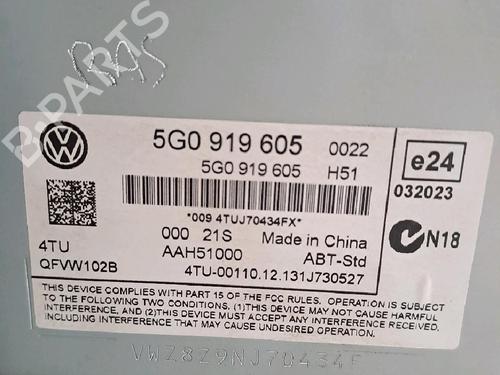 BAS
B-PARTS
5G0 919 605 0022
5G0 919 605 H51
e24
032023
*009 4TUJ70434FX*
000 21S Made in China
N18
4TU AAH51000 ABT-Std
QFVW102B 4TU-00110.12.131J730527
THIS DEVICE COMPLIES WITH PART 15 OF THE FCC RULES. OPERATION IS SUBJECT
TO THE FOLLOWING TWO CONDITIONS: (1) THIS DEVICE MAY NOT CAUSE HARMFUL
INTERFERENCE, AND (2) THIS DEVICE MUST ACCEPT ANY INTERFERENCE RECEIVED,
INCLUDING INTERFERENCE THAT MAY CAUSE UNDESIRED OPERATION.
VWZ8Z9NJ70434F